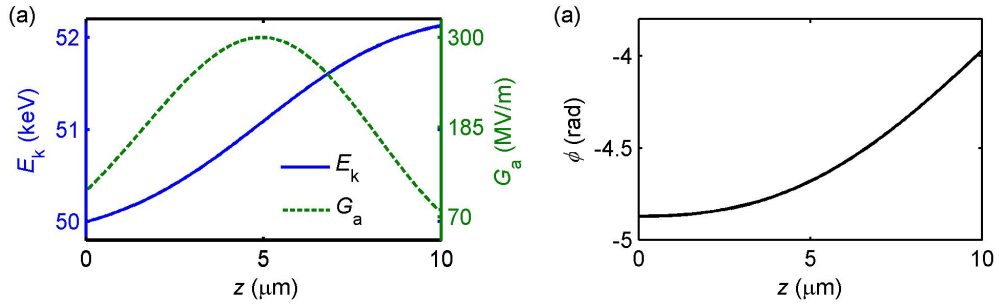 (a)
52
51
50
E_k (keV)
300
185
70
G_a (MV/m)
E_k
G_a
0
5
10
z (μm)
(a)
-4
-4.5
-5
ϕ (rad)
0
5
10
z (μm)